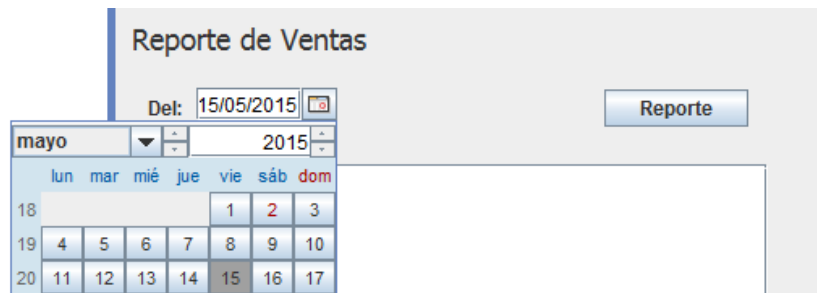 Reporte de Ventas
Del: 15/05/2015
Reporte
mayo 2015
lun mar mié jue vie sáb dom
18 1 2 3
19 4 5 6 7 8 9 10
20 11 12 13 14 15 16 17